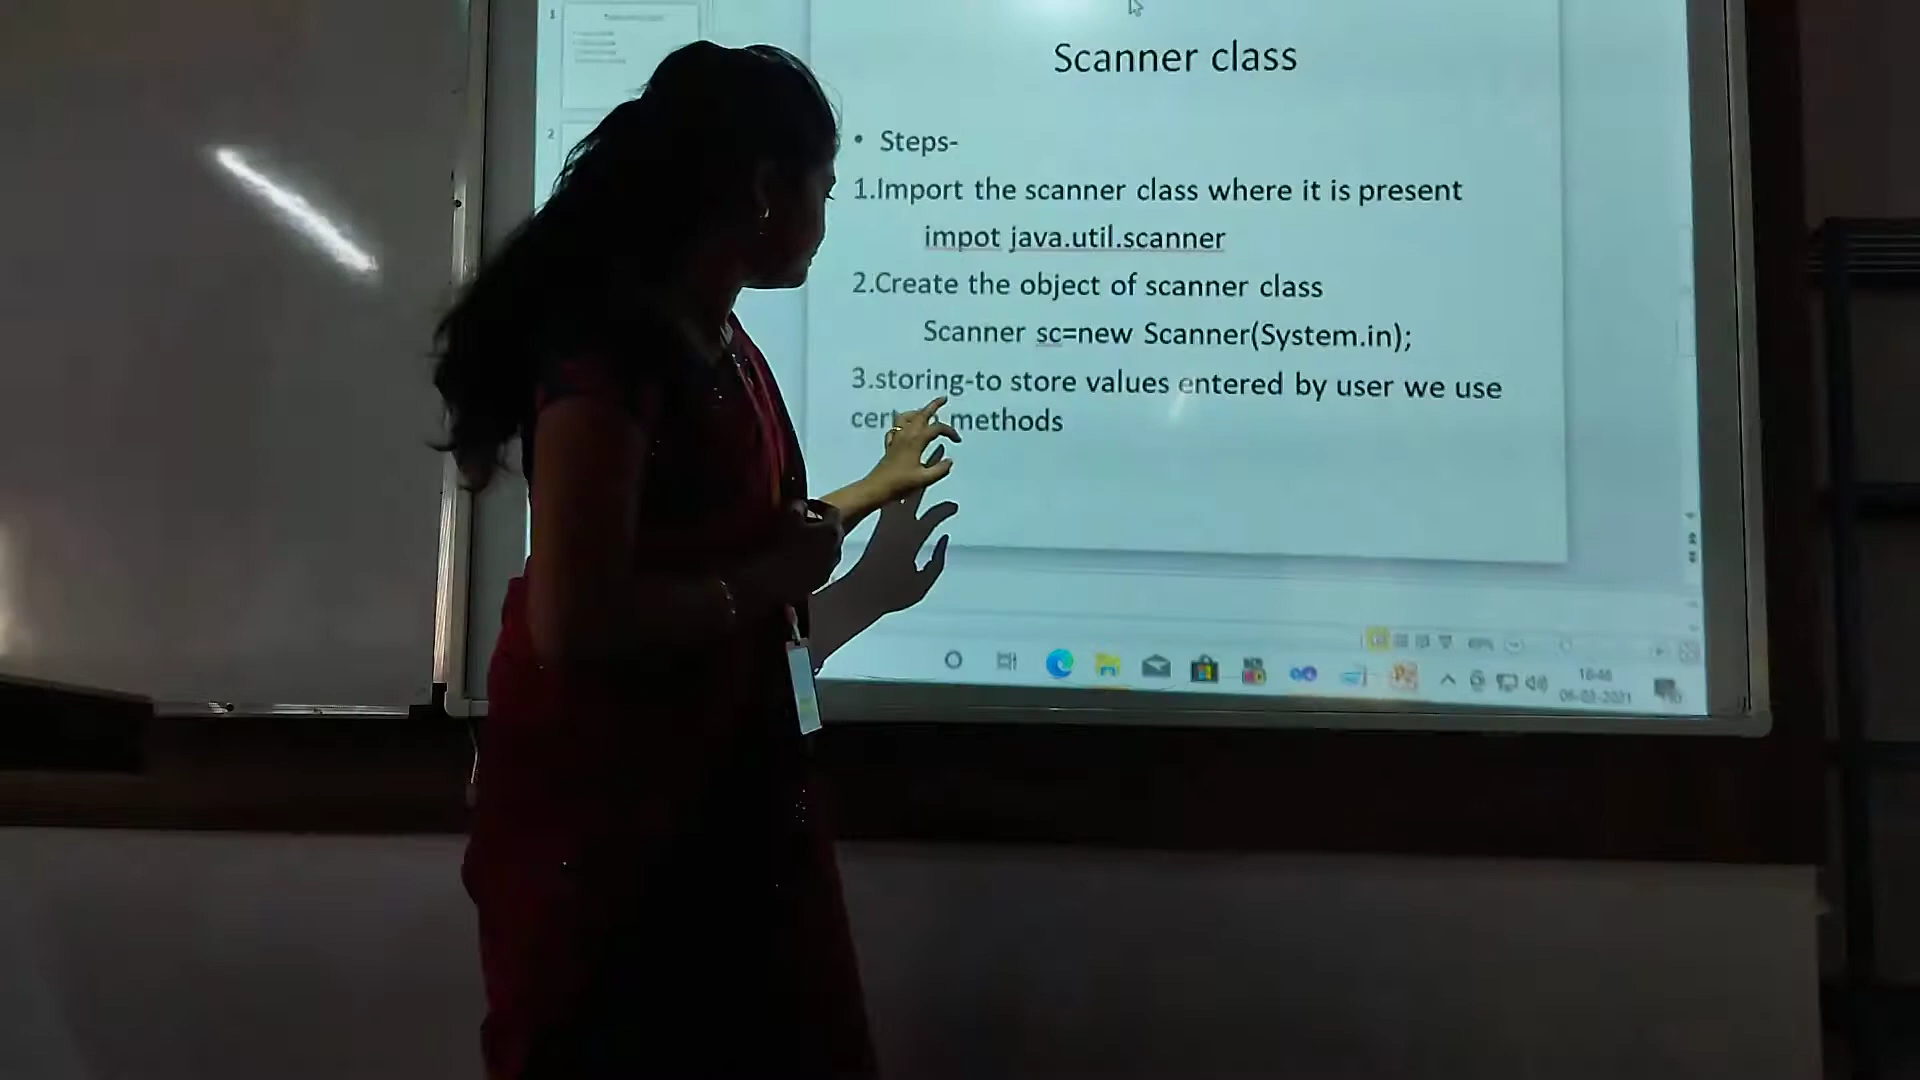 1
2
Scanner class
• Steps-
1.Import the scanner class where it is present
impot java.util.scanner
2.Create the object of scanner class
Scanner sc=new Scanner(System.in);
3.storing-to store values entered by user we use
methods